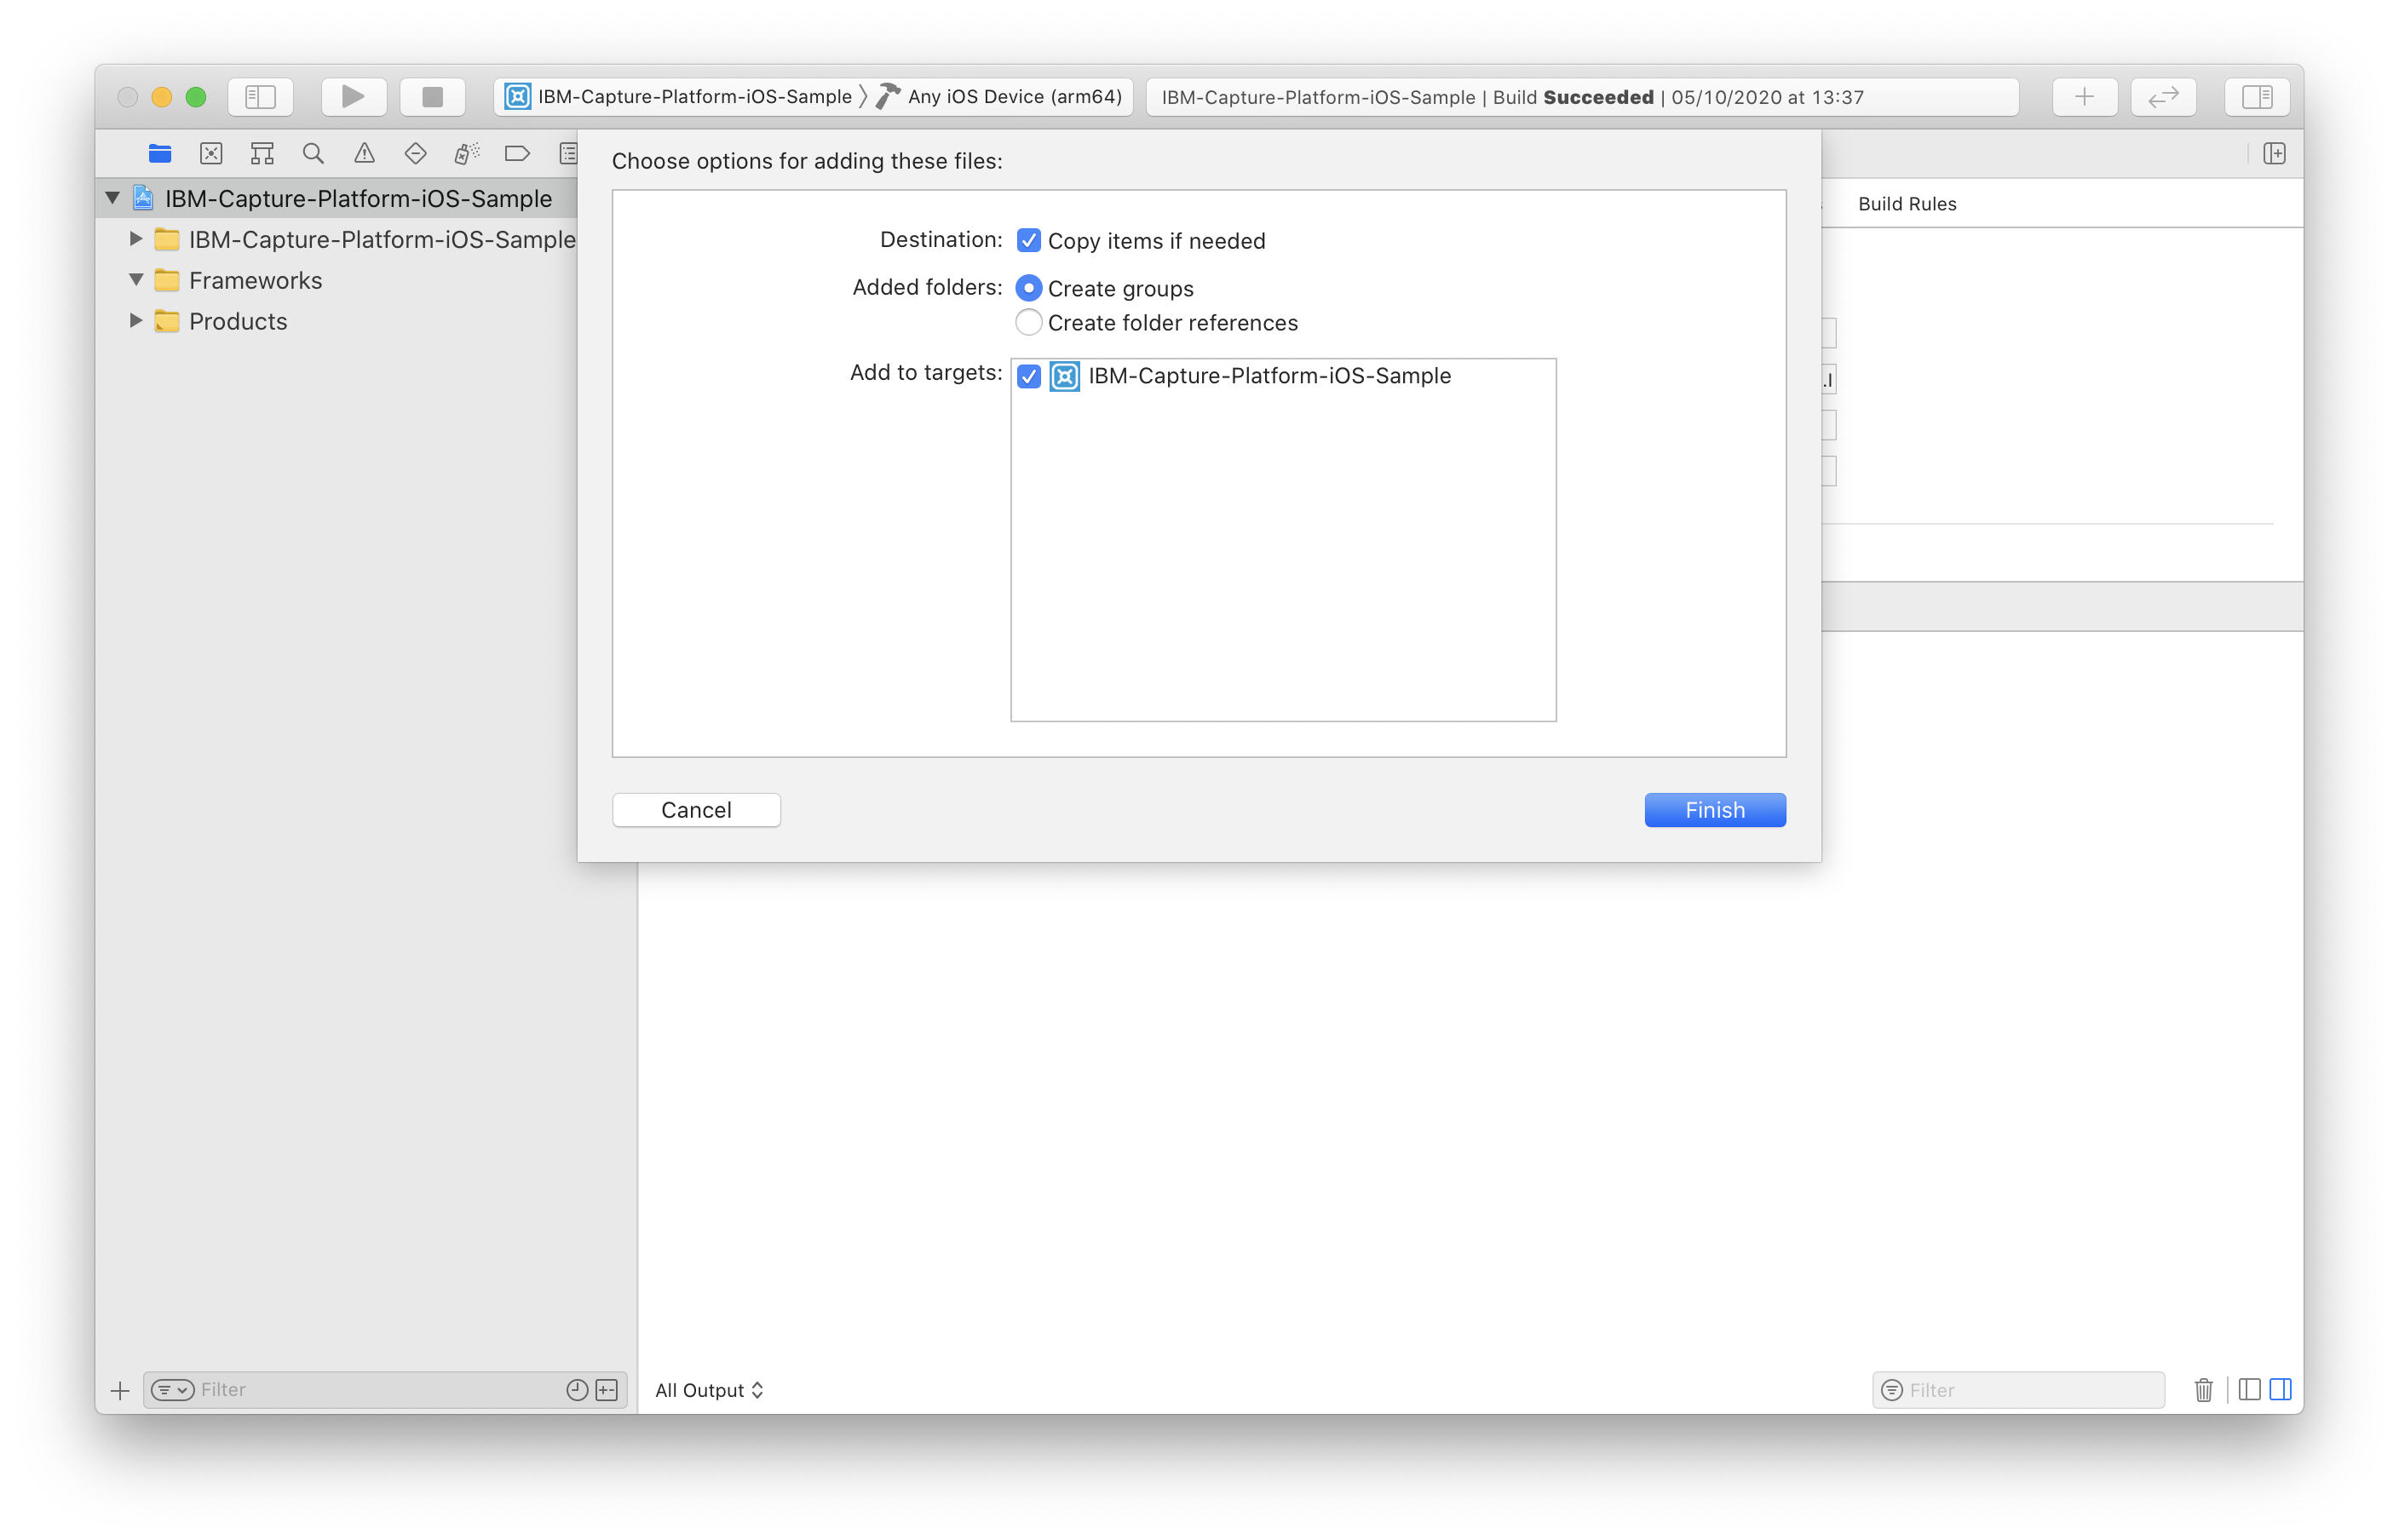 IBM-Capture-Platform-iOS-Sample Any iOS Device (arm64)
IBM-Capture-Platform-iOS-Sample | Build Succeeded | 05/10/2020 at 13:37
Choose options for adding these files:
IBM-Capture-Platform-iOS-Sample
IBM-Capture-Platform-iOS-Sample
Frameworks
Products
Build Rules
Destination: Copy items if needed
Added folders: Create groups
Create folder references
Add to targets: IBM-Capture-Platform-iOS-Sample
Cancel
Finish
Filter
All Output
Filter